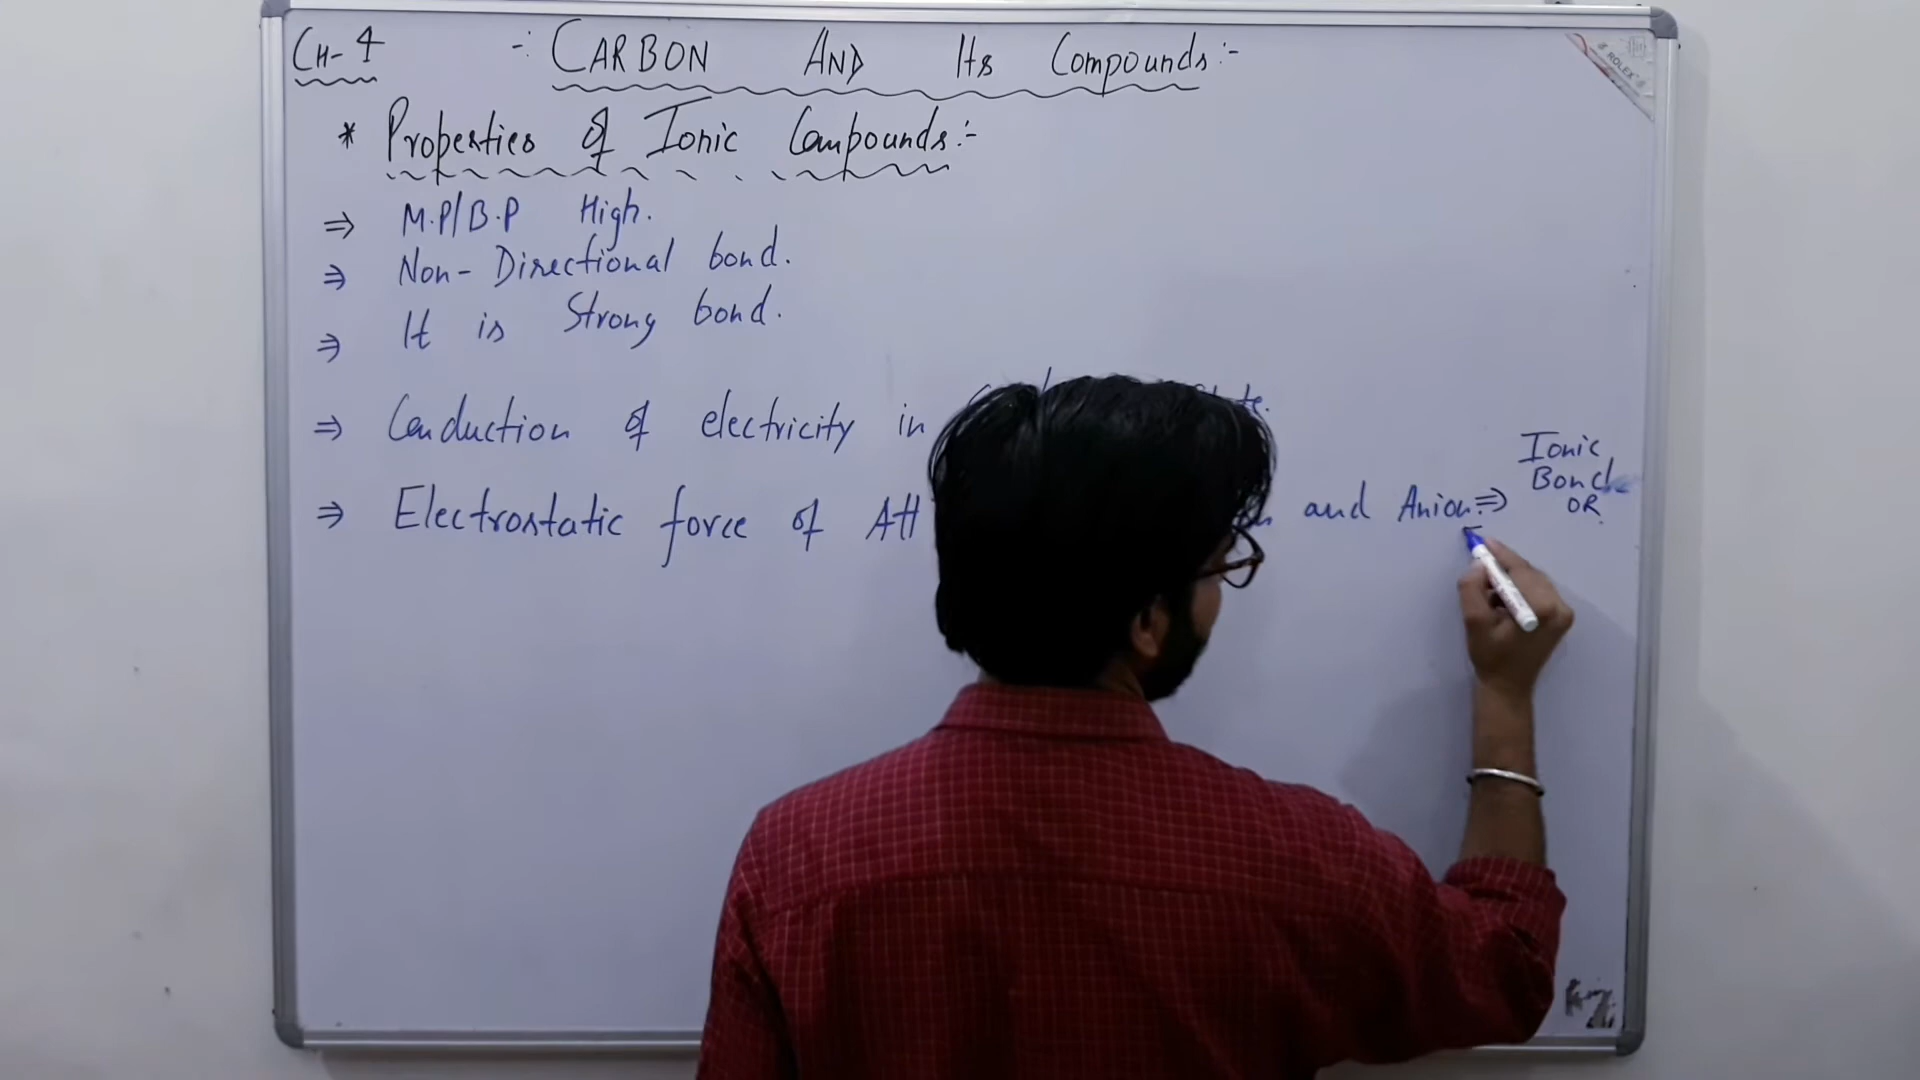 CH-4 -: CARBON AND Its Compounds:-
* Properties of Ionic Compounds:-
⇒ M.P/B.P High.
⇒ Non-Directional bond.
⇒ It is Strong bond.
⇒ Conduction of electricity in
⇒ Electrostatic force of Att and Anion.⇒ Ionic
Bond
OR
ROLEX